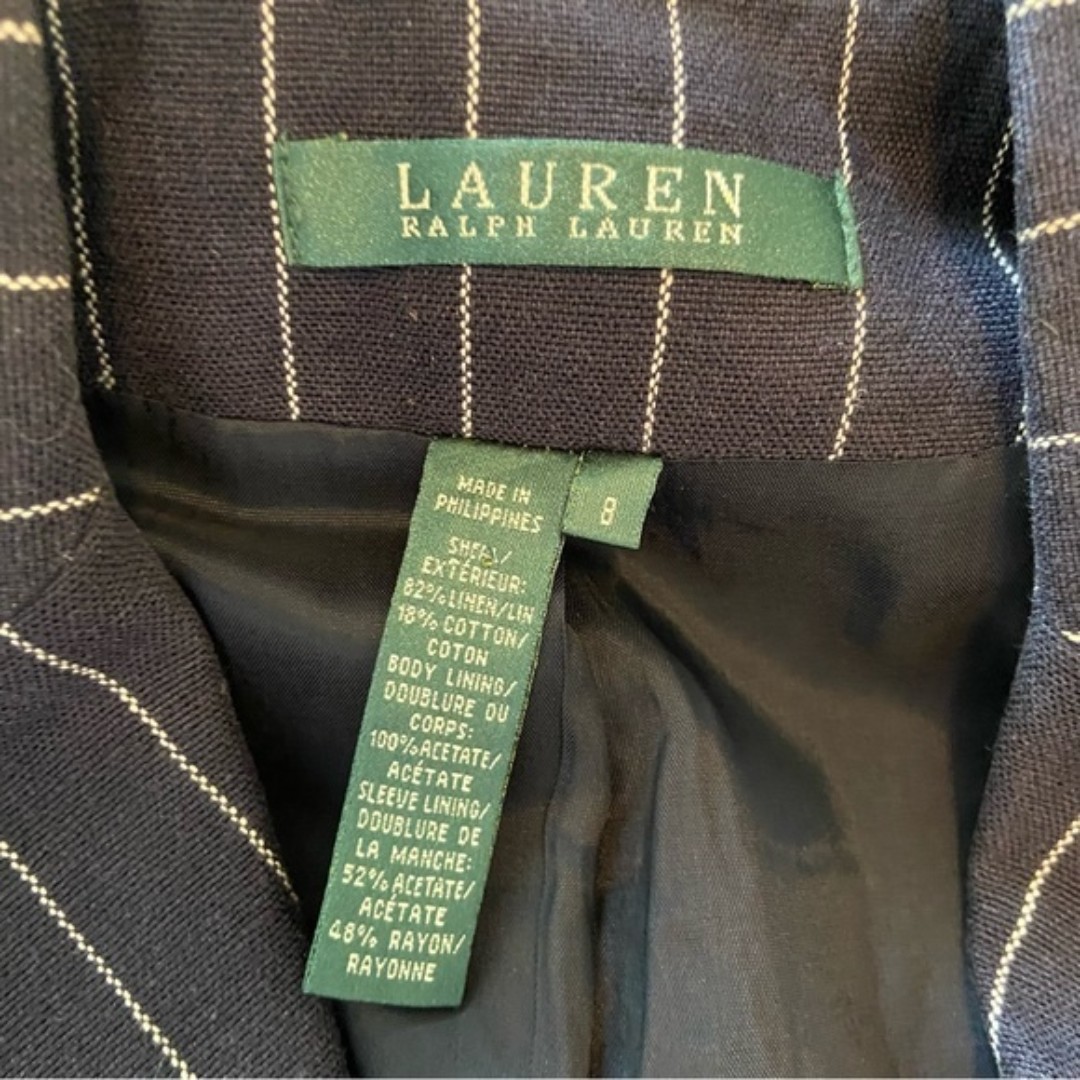 LAUREN
RALPH LAUREN
MADE IN
PHILIPPINES
8
SHELL/
EXTÉRIEUR:
82% LINEN/LIN
18% COTTON/
COTON
BODY LINING/
DOUBLURE DU
CORPS:
100% ACETATE/
ACÉTATE
SLEEVE LINING/
DOUBLURE DE
LA MANCHE:
52% ACETATE/
ACÉTATE
48% RAYON/
RAYONNE